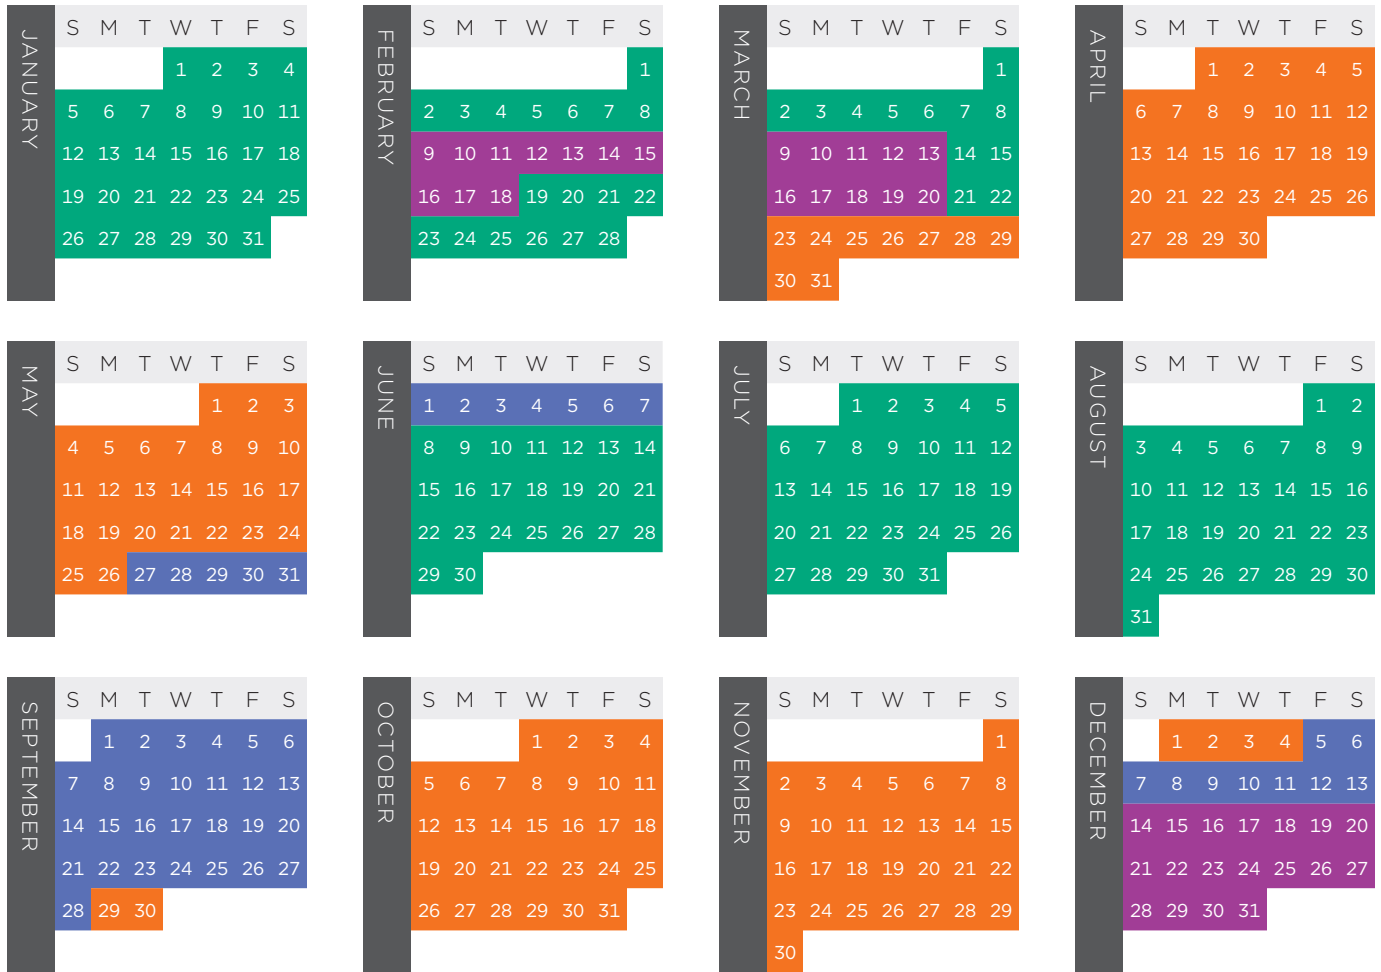 JANUARY
S M T W T F S
1 2 3 4
5 6 7 8 9 10 11
12 13 14 15 16 17 18
19 20 21 22 23 24 25
26 27 28 29 30 31
FEBRUARY
S M T W T F S
1
2 3 4 5 6 7 8
9 10 11 12 13 14 15
16 17 18 19 20 21 22
23 24 25 26 27 28
MARCH
S M T W T F S
1
2 3 4 5 6 7 8
9 10 11 12 13 14 15
16 17 18 19 20 21 22
23 24 25 26 27 28 29
30 31
APRIL
S M T W T F S
1 2 3 4 5
6 7 8 9 10 11 12
13 14 15 16 17 18 19
20 21 22 23 24 25 26
27 28 29 30
MAY
S M T W T F S
1 2 3
4 5 6 7 8 9 10
11 12 13 14 15 16 17
18 19 20 21 22 23 24
25 26 27 28 29 30 31
JUNE
S M T W T F S
1 2 3 4 5 6 7
8 9 10 11 12 13 14
15 16 17 18 19 20 21
22 23 24 25 26 27 28
29 30
JULY
S M T W T F S
1 2 3 4 5
6 7 8 9 10 11 12
13 14 15 16 17 18 19
20 21 22 23 24 25 26
27 28 29 30 31
AUGUST
S M T W T F S
1 2
3 4 5 6 7 8 9
10 11 12 13 14 15 16
17 18 19 20 21 22 23
24 25 26 27 28 29 30
31
SEPTEMBER
S M T W T F S
1 2 3 4 5 6
7 8 9 10 11 12 13
14 15 16 17 18 19 20
21 22 23 24 25 26 27
28 29 30
OCTOBER
S M T W T F S
1 2 3 4
5 6 7 8 9 10 11
12 13 14 15 16 17 18
19 20 21 22 23 24 25
26 27 28 29 30 31
NOVEMBER
S M T W T F S
1
2 3 4 5 6 7 8
9 10 11 12 13 14 15
16 17 18 19 20 21 22
23 24 25 26 27 28 29
30
DECEMBER
S M T W T F S
1 2 3 4 5 6
7 8 9 10 11 12 13
14 15 16 17 18 19 20
21 22 23 24 25 26 27
28 29 30 31